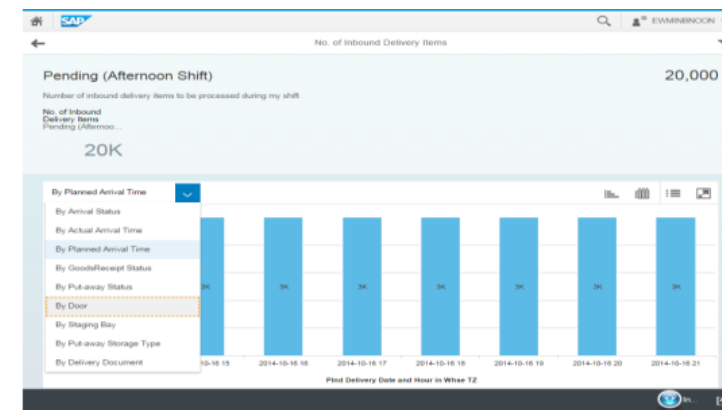 SAP
EWMINBNOON
No. of Inbound Delivery Items
Pending (Afternoon Shift)
20,000
Number of inbound delivery items to be processed during my shift
No. of Inbound
Delivery Items
Pending (Afternoo...
20K
By Planned Arrival Time
By Arrival Status
By Actual Arrival Time
By Planned Arrival Time
By GoodsReceipt Status
By Put-away Status
By Door
By Staging Bay
By Put-away Storage Type
By Delivery Document
3K 3K 3K 3K 3K 3K 3K
10-16 15 2014-10-16 16 2014-10-16 17 2014-10-16 18 2014-10-16 19 2014-10-16 20 2014-10-16 21
Plnd Delivery Date and Hour in Whse TZ
In...